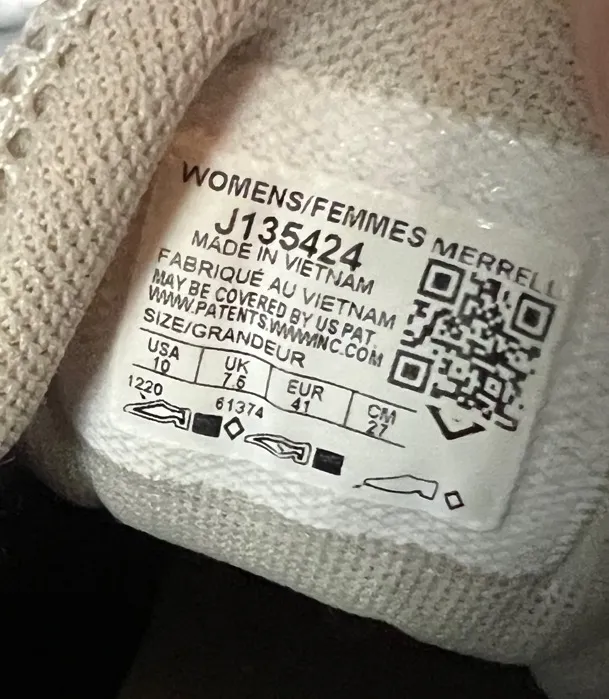 WOMENS/FEMMES MERRELL
J135424
MADE IN VIETNAM
FABRIQUÉ AU VIETNAM
MAY BE COVERED BY US PAT.
WWW.PATENTS.WWWINC.COM
SIZE/GRANDEUR
USA UK EUR CM
10 7.5 41 27
1220 61374